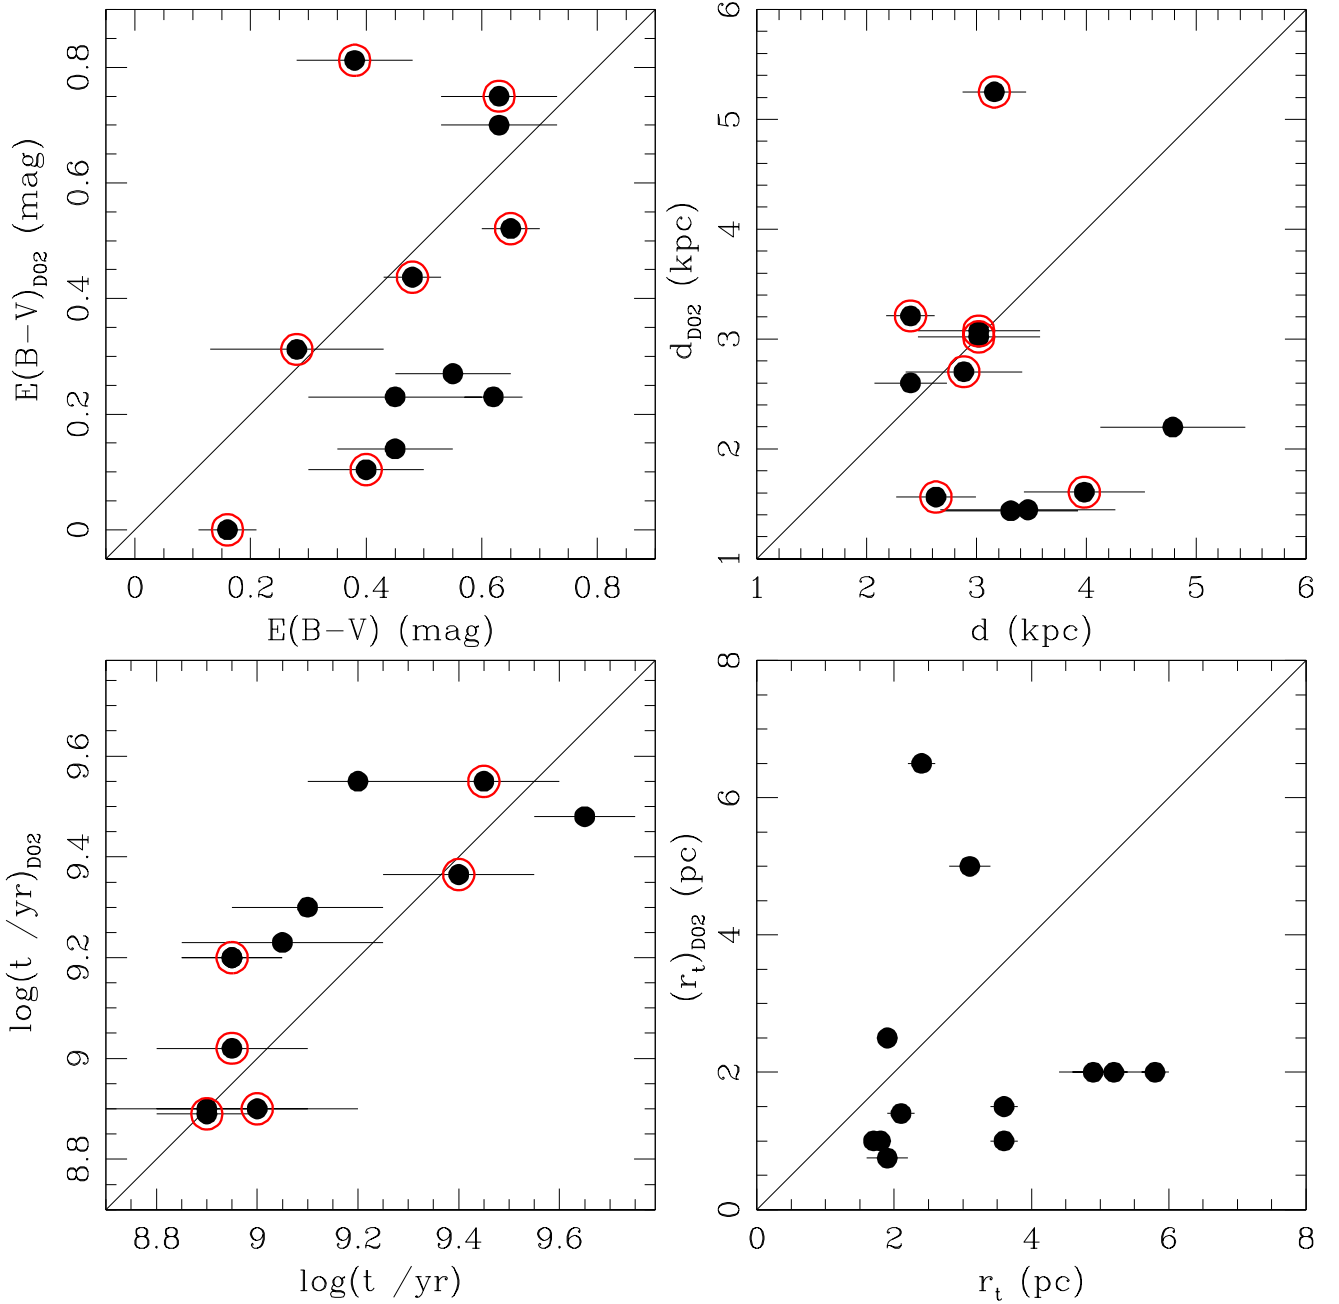 0.8
0.6
0.4
0.2
0
E(B−V)D02 (mag)
0 0.2 0.4 0.6 0.8
E(B−V) (mag)
6
5
4
3
2
1
dD02 (kpc)
1 2 3 4 5 6
d (kpc)
9.6
9.4
9.2
9
8.8
log(t /yr)D02
8.8 9 9.2 9.4 9.6
log(t /yr)
8
6
4
2
0
(rt)D02 (pc)
0 2 4 6 8
rt (pc)